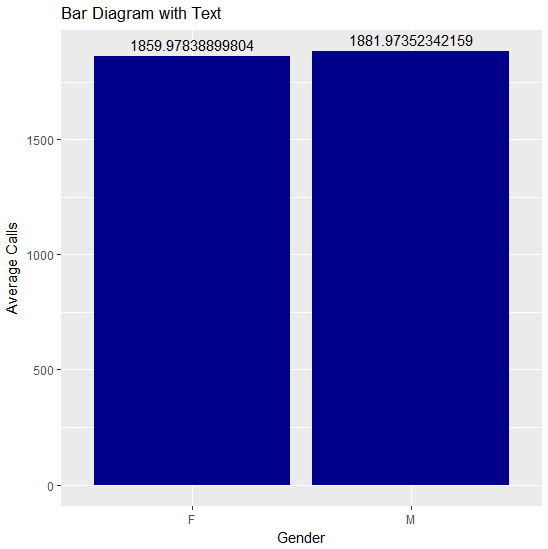 Bar Diagram with Text
1859.97838899804
1881.97352342159
1500
1000
500
0
Average Calls
F
M
Gender